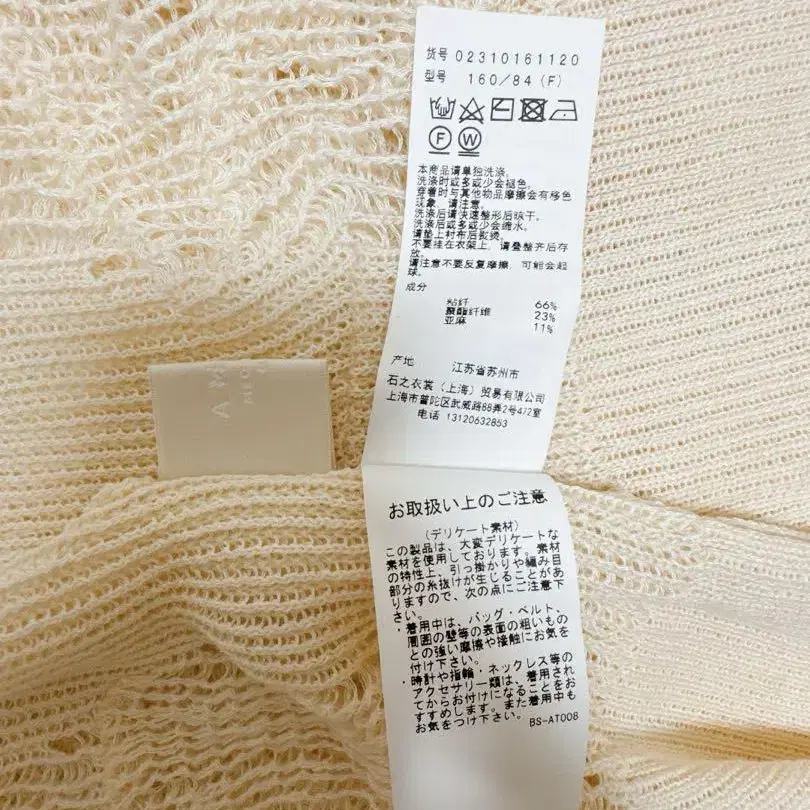 货号 02310161120
型号 160/84 (F)
F W
本商品请单独洗涤.
洗涤时或多或少会褪色.
穿着时与其他物品摩擦会有移色
现象. 请注意.
洗涤后请快速整形后晾干.
洗涤后或多或少会缩水.
请垫上衬布后熨烫.
不要挂在衣架上. 请叠整齐后存
放.
请注意不要反复摩擦. 可能会起
球.
成分
粘纤 66%
聚酯纤维 23%
亚麻 11%
产地 江苏省苏州市
石之衣裳 (上海) 贸易有限公司
上海市普陀区武威路88弄2号472室
电话 13120632853
お取扱い上のご注意
(デリケート素材)
この製品は、大変デリケートな
素材を使用しております。素材
の特性上、引っ掛かりや編み目
部分の糸抜けが生じることがあ
りますので、次の点にご注意下
さい。
・着用中は、バッグ・ベルト、
周囲の壁等の表面の粗いもの
との強い摩擦や接触にお気を
付け下さい。
・時計や指輪・ネックレス等の
アクセサリー類は、着用され
てからお付けになることをお
すすめします。また着用中も
お気をつけ下さい。
BS-AT008